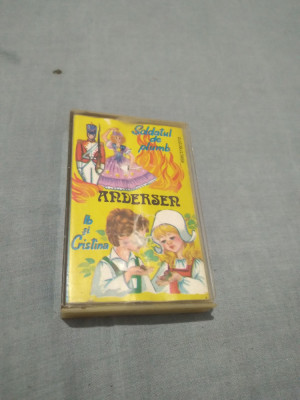 Soldatul
de
plumb
ANDERSEN
Ib
și
Cristina